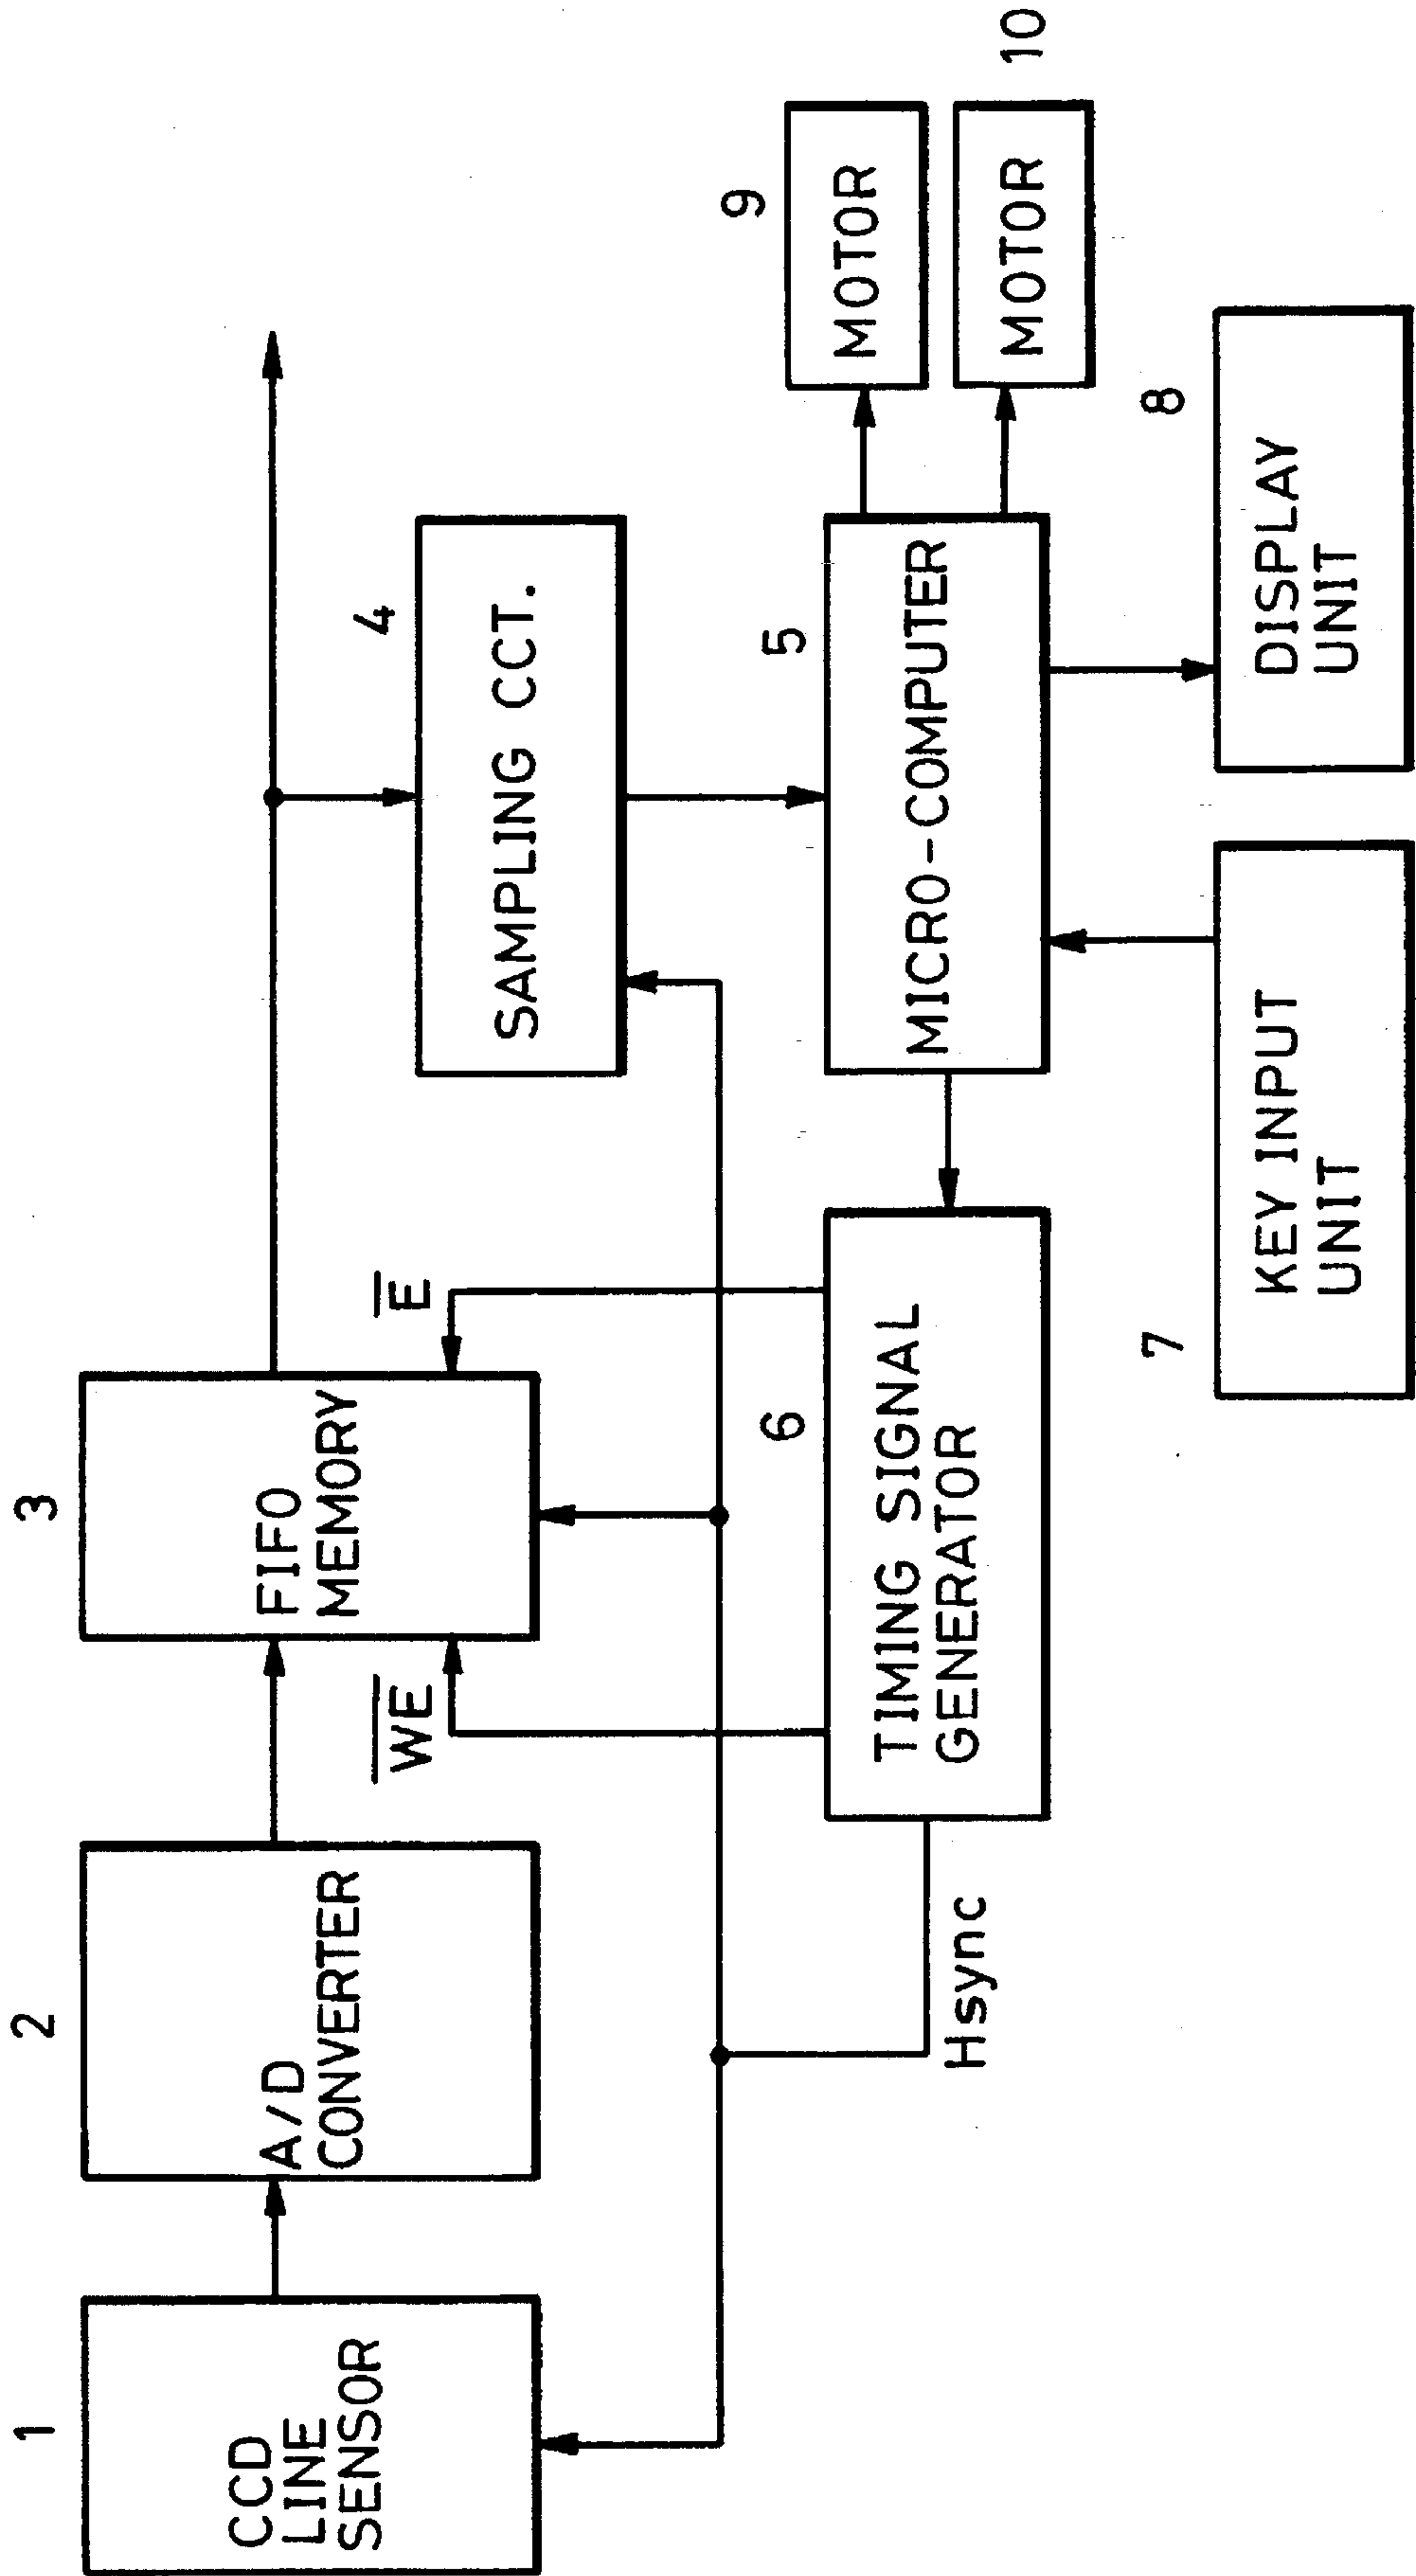 1
CCD
LINE
SENSOR
2
A/D
CONVERTER
3
FIFO
MEMORY
WE
E
4
SAMPLING CCT.
Hsync
6
TIMING SIGNAL
GENERATOR
5
MICRO-COMPUTER
9
MOTOR
MOTOR
10
7
KEY INPUT
UNIT
8
DISPLAY
UNIT